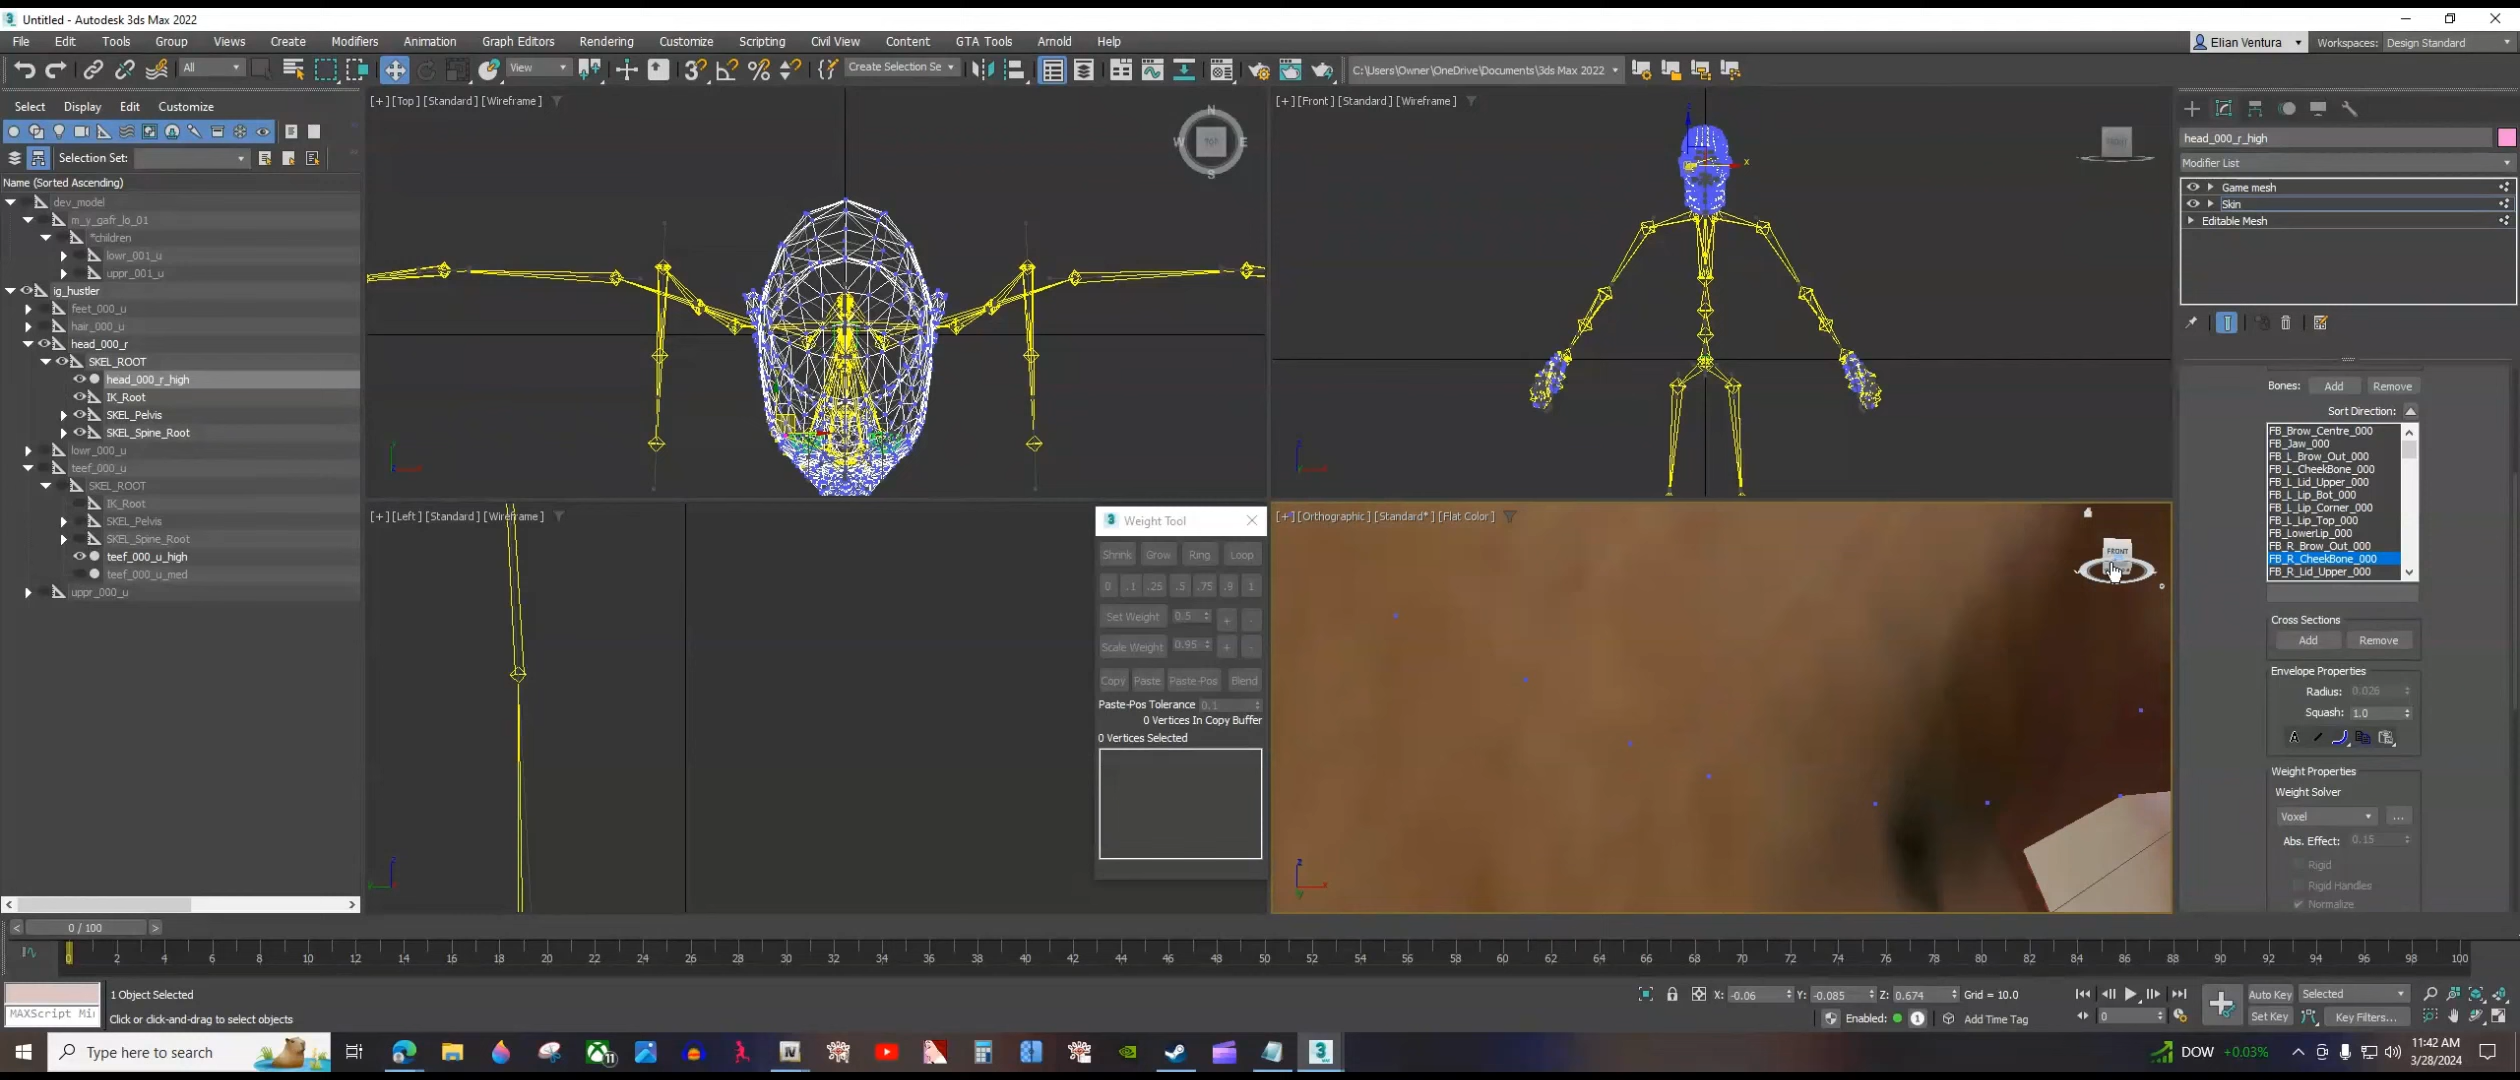 Untitled - Autodesk 3ds Max 2022
File Edit Tools Group Views Create Modifiers Animation Graph Editors Rendering Customize Scripting Civil View Content GTA Tools Arnold Help
Elian Ventura Workspaces: Design Standard
All View Create Selection Se C:\Users\Owner\OneDrive\Documents\3ds Max 2022
Select Display Edit Customize
Selection Set:
Name (Sorted Ascending)
dev_model
m_y_gafr_lo_01
*children
lowr_001_u
uppr_001_u
ig_hustler
feet_000_u
hair_000_u
head_000_r
SKEL_ROOT
head_000_r_high
IK_Root
SKEL_Pelvis
SKEL_Spine_Root
lowr_000_u
teef_000_u
SKEL_ROOT
IK_Root
SKEL_Pelvis
SKEL_Spine_Root
teef_000_u_high
teef_000_u_med
uppr_000_u
[+] [Top] [Standard] [Wireframe]
N
W TOP E
S
[+] [Front] [Standard] [Wireframe]
FRONT
x
[+] [Left] [Standard] [Wireframe]
[+] [Orthographic] [Standard*] [Flat Color]
FRONT
Weight Tool
Shrink Grow Ring Loop
0 .1 .25 .5 .75 .9 1
Set Weight 0.5 + -
Scale Weight 0.95 + -
Copy Paste Paste-Pos Blend
Paste-Pos Tolerance 0.1
0 Vertices In Copy Buffer
0 Vertices Selected
head_000_r_high
Modifier List
Game mesh
Skin
Editable Mesh
Bones: Add Remove
Sort Direction:
FB_Brow_Centre_000
FB_Jaw_000
FB_L_Brow_Out_000
FB_L_CheekBone_000
FB_L_Lid_Upper_000
FB_L_Lip_Bot_000
FB_L_Lip_Corner_000
FB_L_Lip_Top_000
FB_LowerLip_000
FB_R_Brow_Out_000
FB_R_CheekBone_000
FB_R_Lid_Upper_000
Cross Sections
Add Remove
Envelope Properties
Radius: 0.026
Squash: 1.0
Weight Properties
Weight Solver
Voxel ...
Abs. Effect: 0.15
Rigid
Rigid Handles
Normalize
< 0 / 100 >
0 2 4 6 8 10 12 14 16 18 20 22 24 26 28 30 32 34 36 38 40 42 44 46 48 50 52 54 56 58 60 62 64 66 68 70 72 74 76 78 80 82 84 86 88 90 92 94 96 98 100
1 Object Selected
MAXScript Mi
Click or click-and-drag to select objects
X: -0.06 Y: -0.085 Z: 0.674 Grid = 10.0
Enabled: 1 Add Time Tag
0
Auto Key Selected
Set Key Key Filters...
Type here to search
DOW +0.03%
11:42 AM
3/28/2024